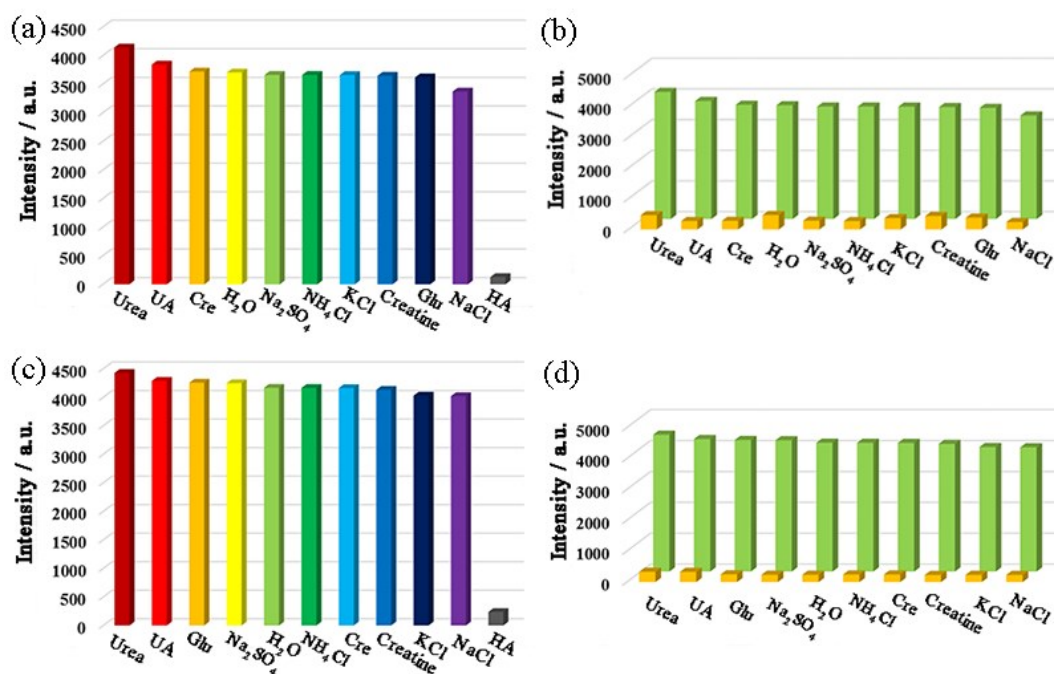 (a)
Intensity / a.u.
4500
4000
3500
3000
2500
2000
1500
1000
500
0
Urea UA Cre H₂O Na₂SO₄ NH₄Cl KCl Creatine Glu NaCl HA
(b)
Intensity / a.u.
5000
4000
3000
2000
1000
0
Urea UA Cre H₂O Na₂SO₄ NH₄Cl KCl Creatine Glu NaCl
(c)
Intensity / a.u.
4500
4000
3500
3000
2500
2000
1500
1000
500
0
Urea UA Glu Na₂SO₄ H₂O NH₄Cl Cre Creatine KCl NaCl HA
(d)
Intensity / a.u.
5000
4000
3000
2000
1000
0
Urea UA Glu Na₂SO₄ H₂O NH₄Cl Cre Creatine KCl NaCl